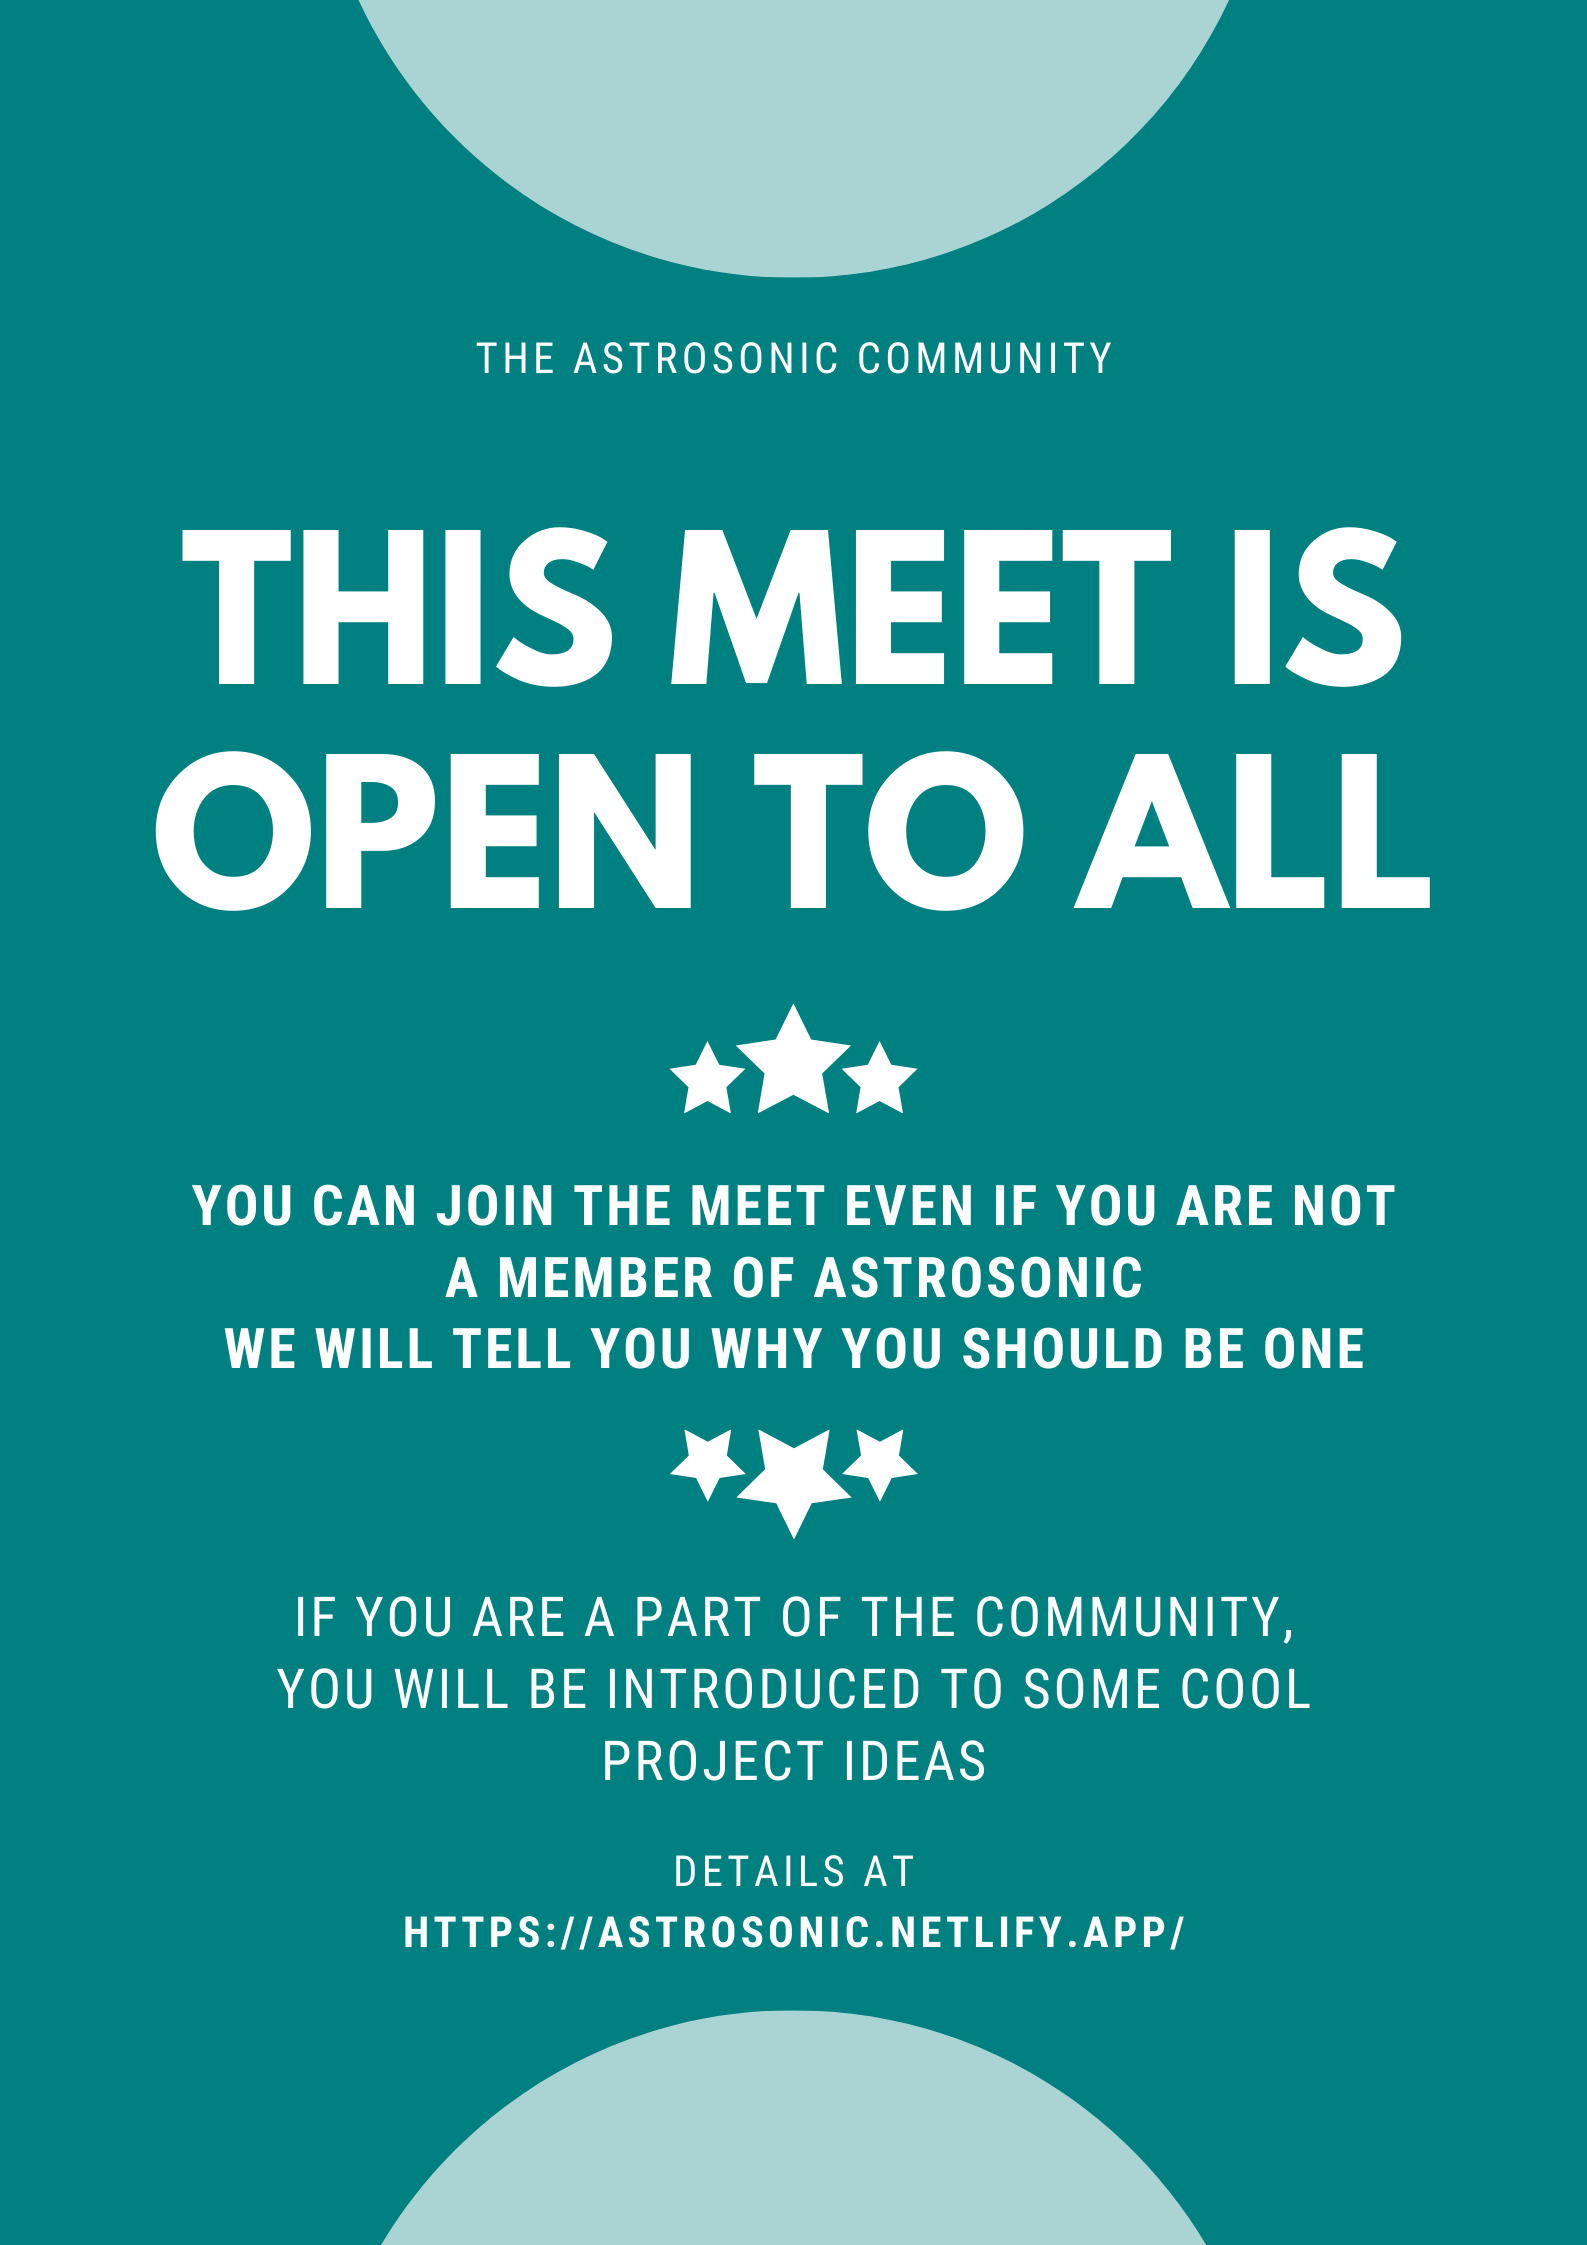 THE ASTROSONIC COMMUNITY
THIS MEET IS
OPEN TO ALL
YOU CAN JOIN THE MEET EVEN IF YOU ARE NOT
A MEMBER OF ASTROSONIC
WE WILL TELL YOU WHY YOU SHOULD BE ONE
IF YOU ARE A PART OF THE COMMUNITY,
YOU WILL BE INTRODUCED TO SOME COOL
PROJECT IDEAS
DETAILS AT
HTTPS://ASTROSONIC.NETLIFY.APP/